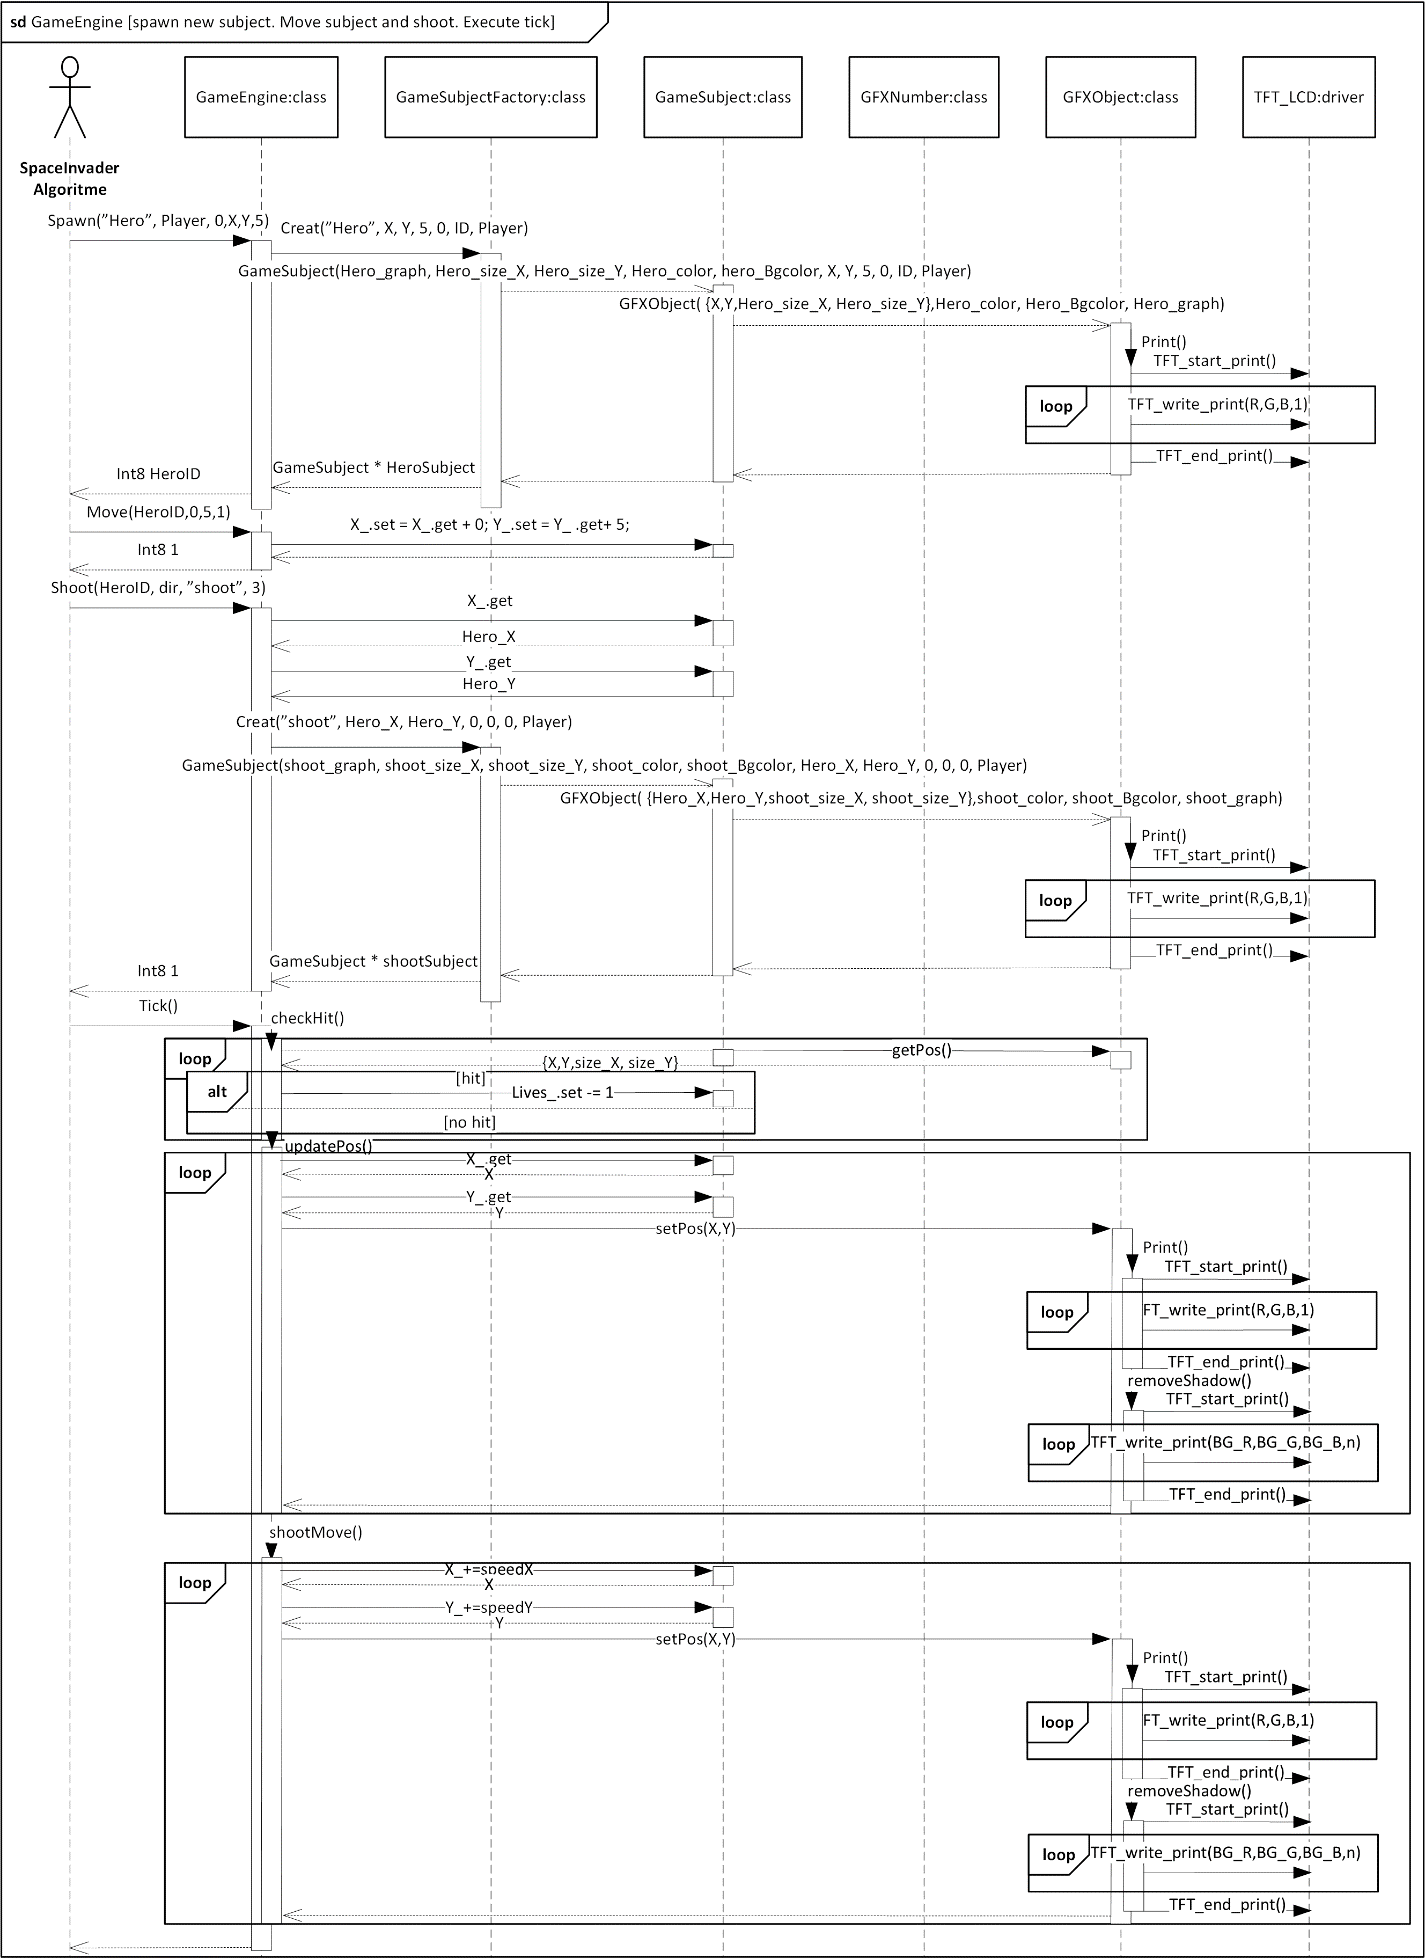 sd GameEngine [spawn new subject. Move subject and shoot. Execute tick]
GameEngine:class
GameSubjectFactory:class
GameSubject:class
GFXNumber:class
GFXObject:class
TFT_LCD:driver
SpaceInvader
Algoritme
Spawn(”Hero”, Player, 0,X,Y,5)
Creat(”Hero”, X, Y, 5, 0, ID, Player)
GameSubject(Hero_graph, Hero_size_X, Hero_size_Y, Hero_color, hero_Bgcolor, X, Y, 5, 0, ID, Player)
GFXObject( {X,Y,Hero_size_X, Hero_size_Y},Hero_color, Hero_Bgcolor, Hero_graph)
Print()
TFT_start_print()
loop
TFT_write_print(R,G,B,1)
TFT_end_print()
GameSubject * HeroSubject
Int8 HeroID
Move(HeroID,0,5,1)
X_.set = X_.get + 0; Y_.set = Y_ .get+ 5;
Int8 1
Shoot(HeroID, dir, ”shoot”, 3)
X_.get
Hero_X
Y_.get
Hero_Y
Creat(”shoot”, Hero_X, Hero_Y, 0, 0, 0, Player)
GameSubject(shoot_graph, shoot_size_X, shoot_size_Y, shoot_color, shoot_Bgcolor, Hero_X, Hero_Y, 0, 0, 0, Player)
GFXObject( {Hero_X,Hero_Y,shoot_size_X, shoot_size_Y},shoot_color, shoot_Bgcolor, shoot_graph)
Print()
TFT_start_print()
loop
TFT_write_print(R,G,B,1)
TFT_end_print()
GameSubject * shootSubject
Int8 1
Tick()
checkHit()
loop
getPos()
{X,Y,size_X, size_Y}
alt
[hit]
Lives_.set -= 1
[no hit]
updatePos()
loop
X_.get
X
Y_.get
Y
setPos(X,Y)
Print()
TFT_start_print()
loop
FT_write_print(R,G,B,1)
TFT_end_print()
removeShadow()
TFT_start_print()
loop
TFT_write_print(BG_R,BG_G,BG_B,n)
TFT_end_print()
shootMove()
loop
X_+=speedX
X
Y_+=speedY
Y
setPos(X,Y)
Print()
TFT_start_print()
loop
FT_write_print(R,G,B,1)
TFT_end_print()
removeShadow()
TFT_start_print()
loop
TFT_write_print(BG_R,BG_G,BG_B,n)
TFT_end_print()